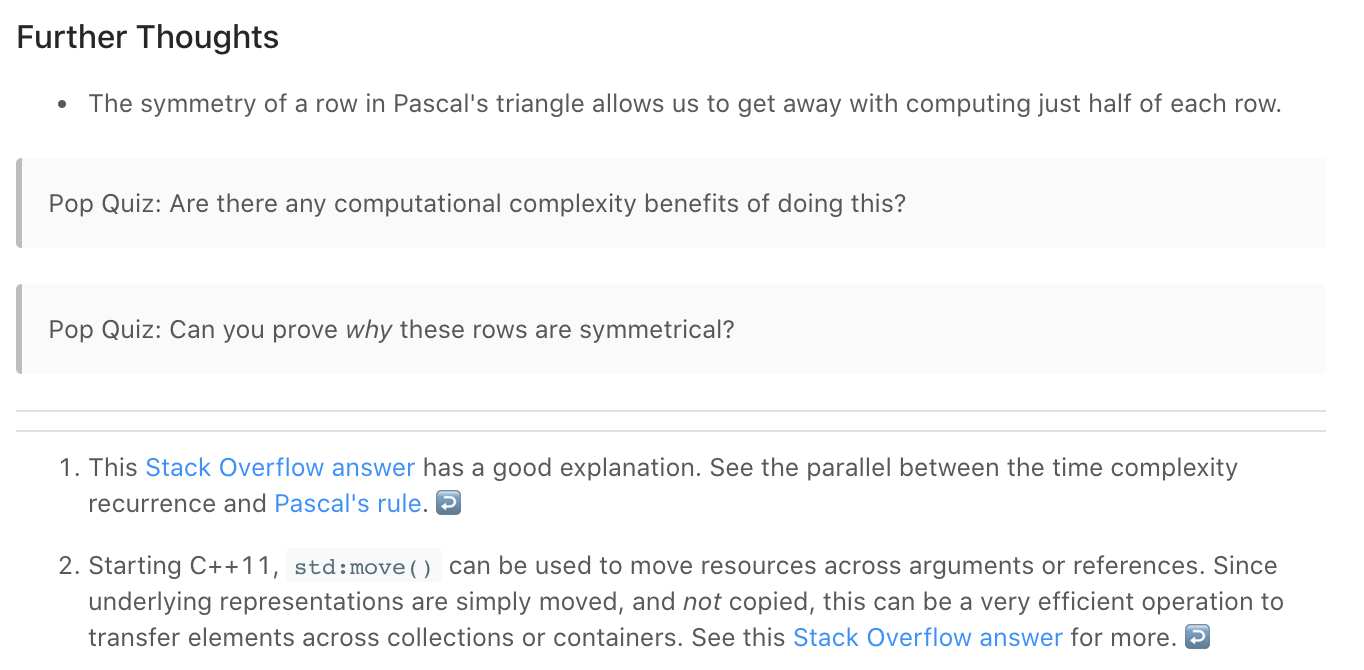 Further Thoughts
• The symmetry of a row in Pascal's triangle allows us to get away with computing just half of each row.
Pop Quiz: Are there any computational complexity benefits of doing this?
Pop Quiz: Can you prove why these rows are symmetrical?
1. This Stack Overflow answer has a good explanation. See the parallel between the time complexity
recurrence and Pascal's rule. ↩
2. Starting C++11, std:move() can be used to move resources across arguments or references. Since
underlying representations are simply moved, and not copied, this can be a very efficient operation to
transfer elements across collections or containers. See this Stack Overflow answer for more. ↩